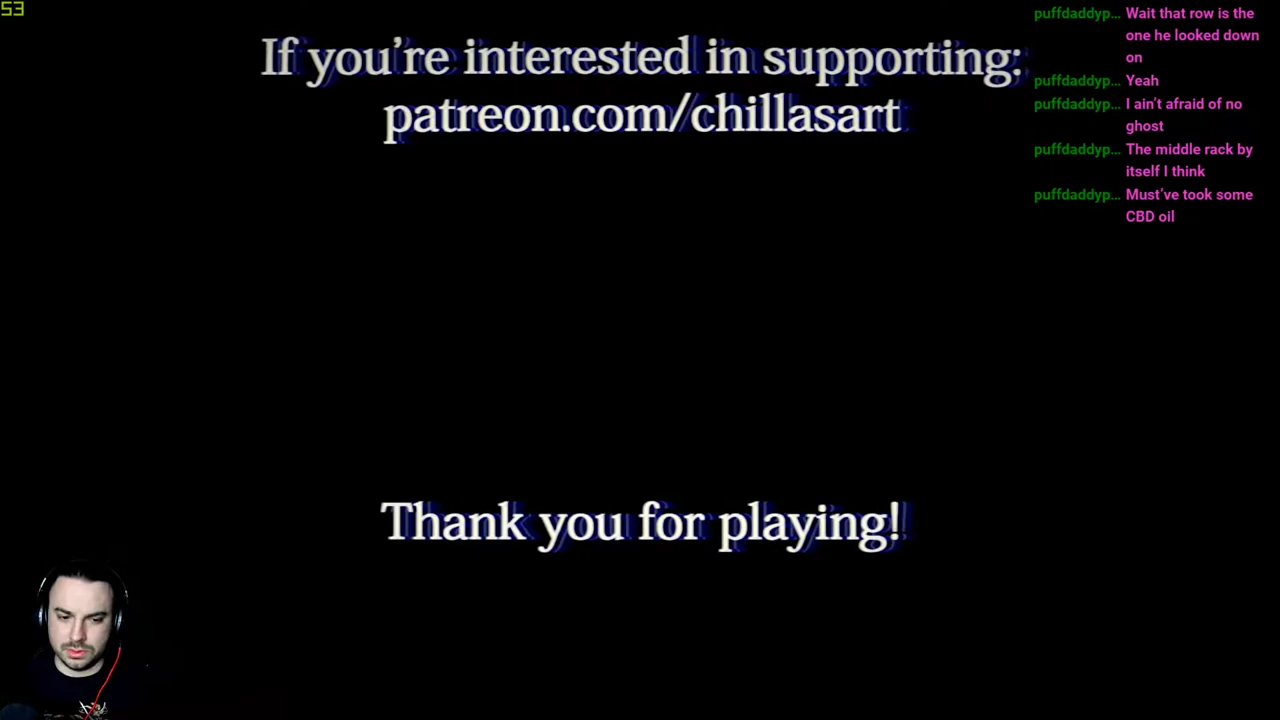 53
If you're interested in supporting:
patreon.com/chillasart
Thank you for playing!
puffdaddyp... Wait that row is the
one he looked down
on
puffdaddyp... Yeah
puffdaddyp... I ain't afraid of no
ghost
puffdaddyp... The middle rack by
itself I think
puffdaddyp... Must've took some
CBD oil